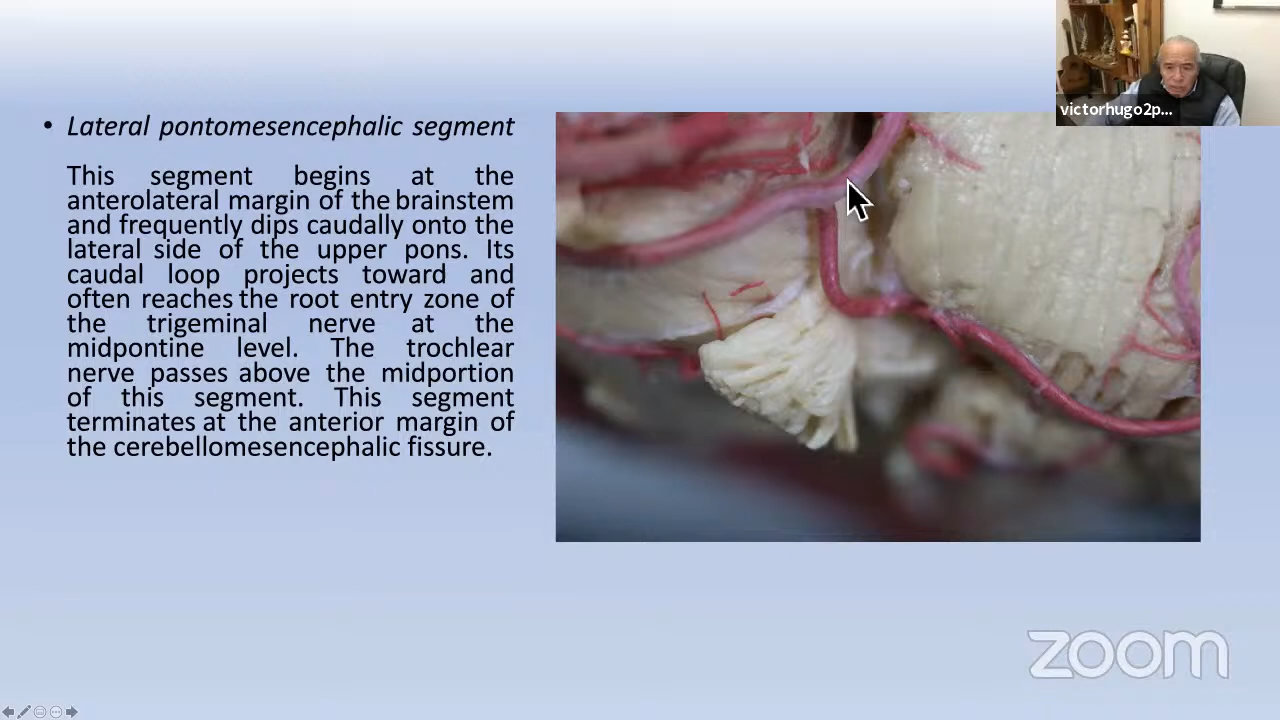 victorhugo2p...
• Lateral pontomesencephalic segment
This segment begins at the
anterolateral margin of the brainstem
and frequently dips caudally onto the
lateral side of the upper pons. Its
caudal loop projects toward and
often reaches the root entry zone of
the trigeminal nerve at the
midpontine level. The trochlear
nerve passes above the midportion
of this segment. This segment
terminates at the anterior margin of
the cerebellomesencephalic fissure.
zoom